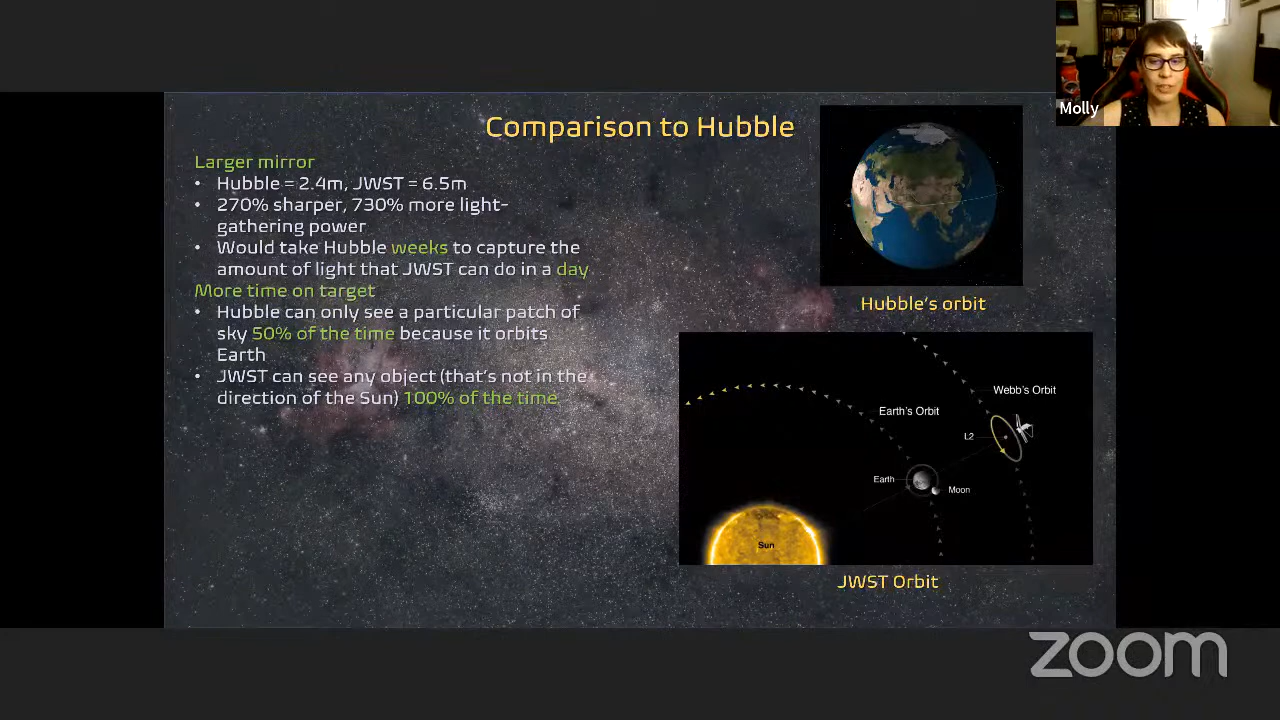 Comparison to Hubble
Larger mirror
• Hubble = 2.4m, JWST = 6.5m
• 270% sharper, 730% more light-
gathering power
• Would take Hubble weeks to capture the
amount of light that JWST can do in a day
More time on target
• Hubble can only see a particular patch of
sky 50% of the time because it orbits
Earth
• JWST can see any object (that's not in the
direction of the Sun) 100% of the time
Hubble's orbit
Webb's Orbit
Earth's Orbit
L2
Earth
Moon
Sun
JWST Orbit
Molly
zoom